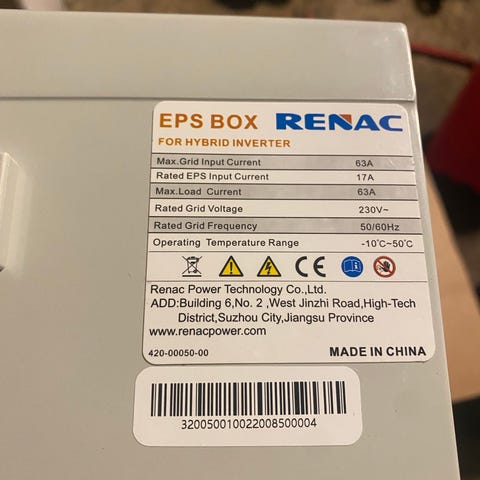 EPS BOX RENAC
FOR HYBRID INVERTER
Max.Grid Input Current 63A
Rated EPS Input Current 17A
Max.Load Current 63A
Rated Grid Voltage 230V~
Rated Grid Frequency 50/60Hz
Operating Temperature Range -10℃~50℃
CE
Renac Power Technology Co.,Ltd.
ADD:Building 6,No. 2 ,West Jinzhi Road,High-Tech
District,Suzhou City,Jiangsu Province
www.renacpower.com
420-00050-00 MADE IN CHINA
320050010022008500004